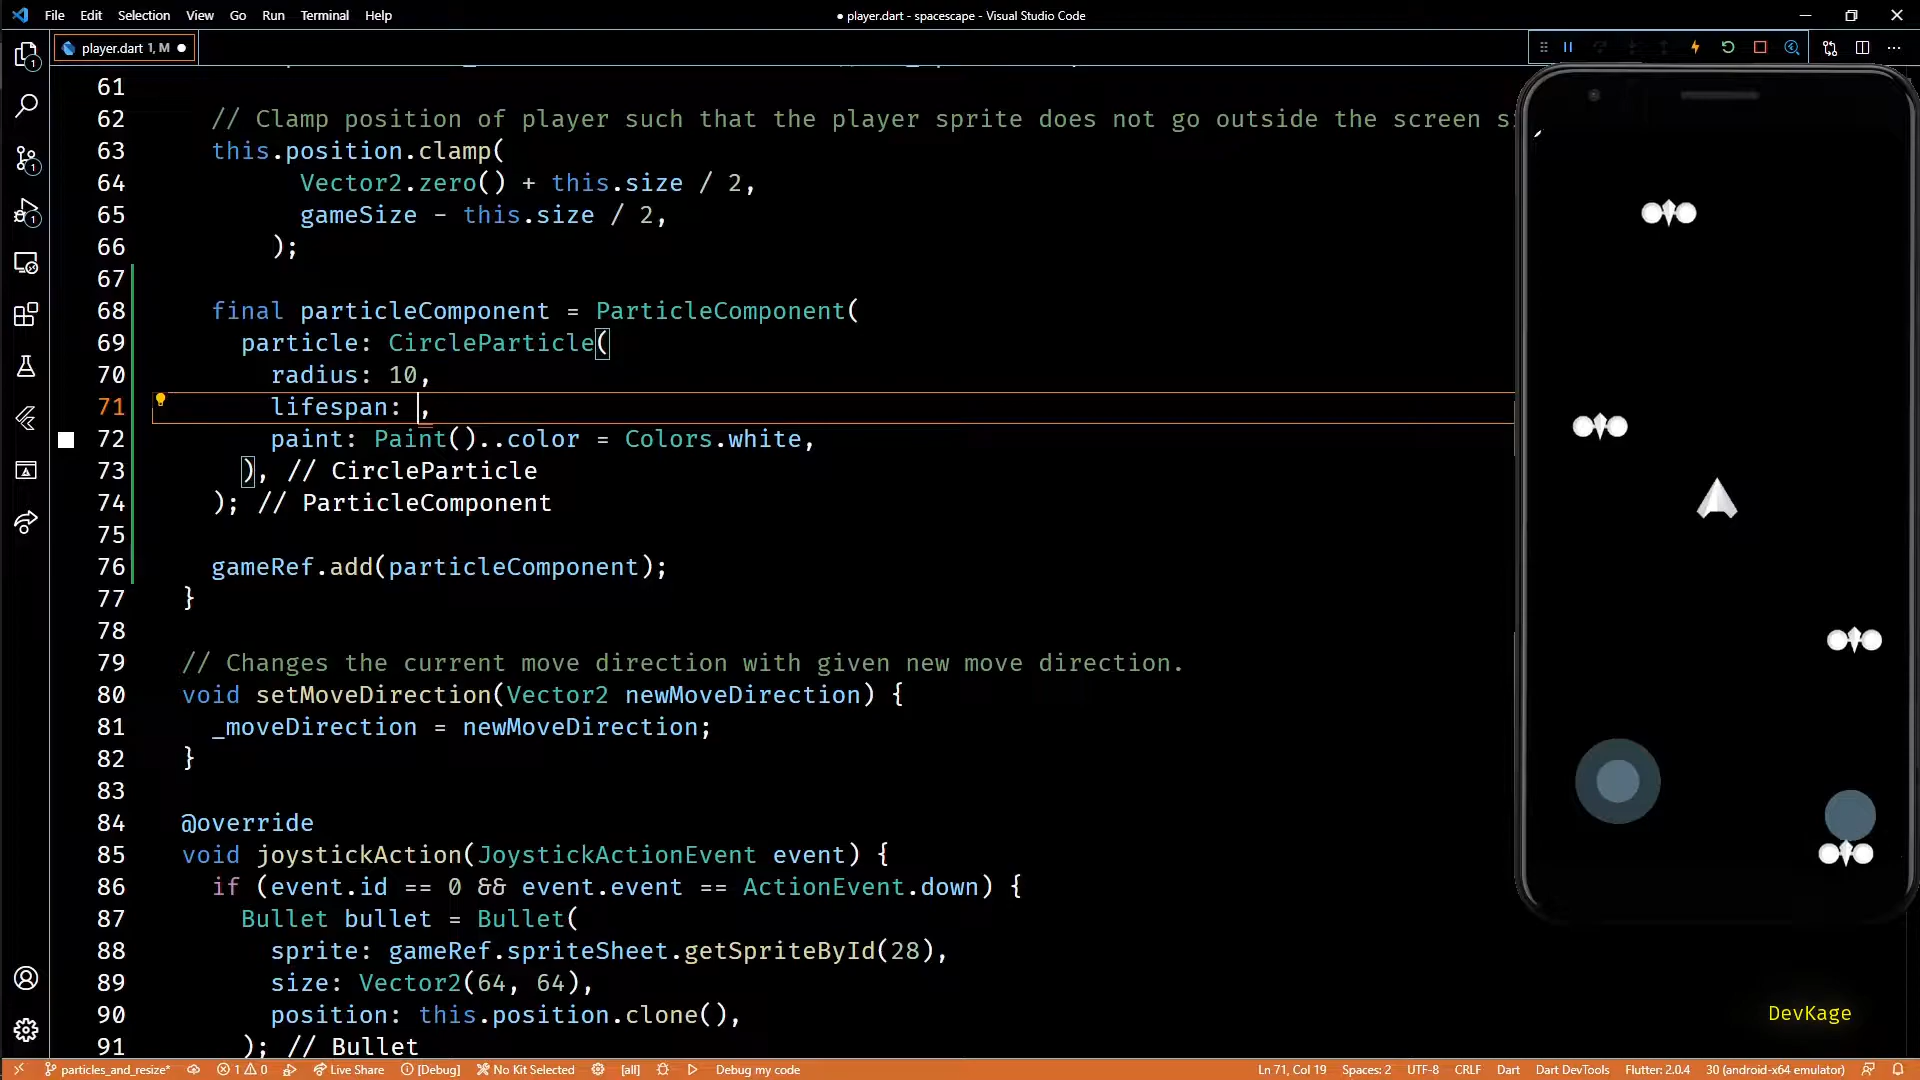 File Edit Selection View Go Run Terminal Help
● player.dart - spacescape - Visual Studio Code
player.dart 1, M ●
61
62 // Clamp position of player such that the player sprite does not go outside the screen s
63 this.position.clamp(
64 Vector2.zero() + this.size / 2,
65 gameSize - this.size / 2,
66 );
67
68 final particleComponent = ParticleComponent(
69 particle: CircleParticle(
70 radius: 10,
71 lifespan: ,
72 paint: Paint()..color = Colors.white,
73 ), // CircleParticle
74 ); // ParticleComponent
75
76 gameRef.add(particleComponent);
77 }
78
79 // Changes the current move direction with given new move direction.
80 void setMoveDirection(Vector2 newMoveDirection) {
81 _moveDirection = newMoveDirection;
82 }
83
84 @override
85 void joystickAction(JoystickActionEvent event) {
86 if (event.id == 0 && event.event == ActionEvent.down) {
87 Bullet bullet = Bullet(
88 sprite: gameRef.spriteSheet.getSpriteById(28),
89 size: Vector2(64, 64),
90 position: this.position.clone(),
91 ); // Bullet
DevKage
particles_and_resize* 1 0 Live Share [Debug] No Kit Selected [all] Debug my code Ln 71, Col 19 Spaces: 2 UTF-8 CRLF Dart Dart DevTools Flutter: 2.0.4 30 (android-x64 emulator)